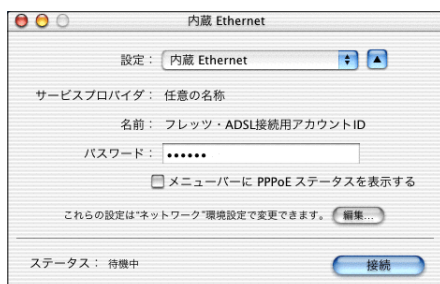 内蔵 Ethernet
設定： 内蔵 Ethernet
サービスプロバイダ： 任意の名称
名前： フレッツ・ADSL接続用アカウントID
パスワード： ••••••
メニューバーに PPPoE ステータスを表示する
これらの設定は"ネットワーク"環境設定で変更できます。 編集...
ステータス： 待機中 接続